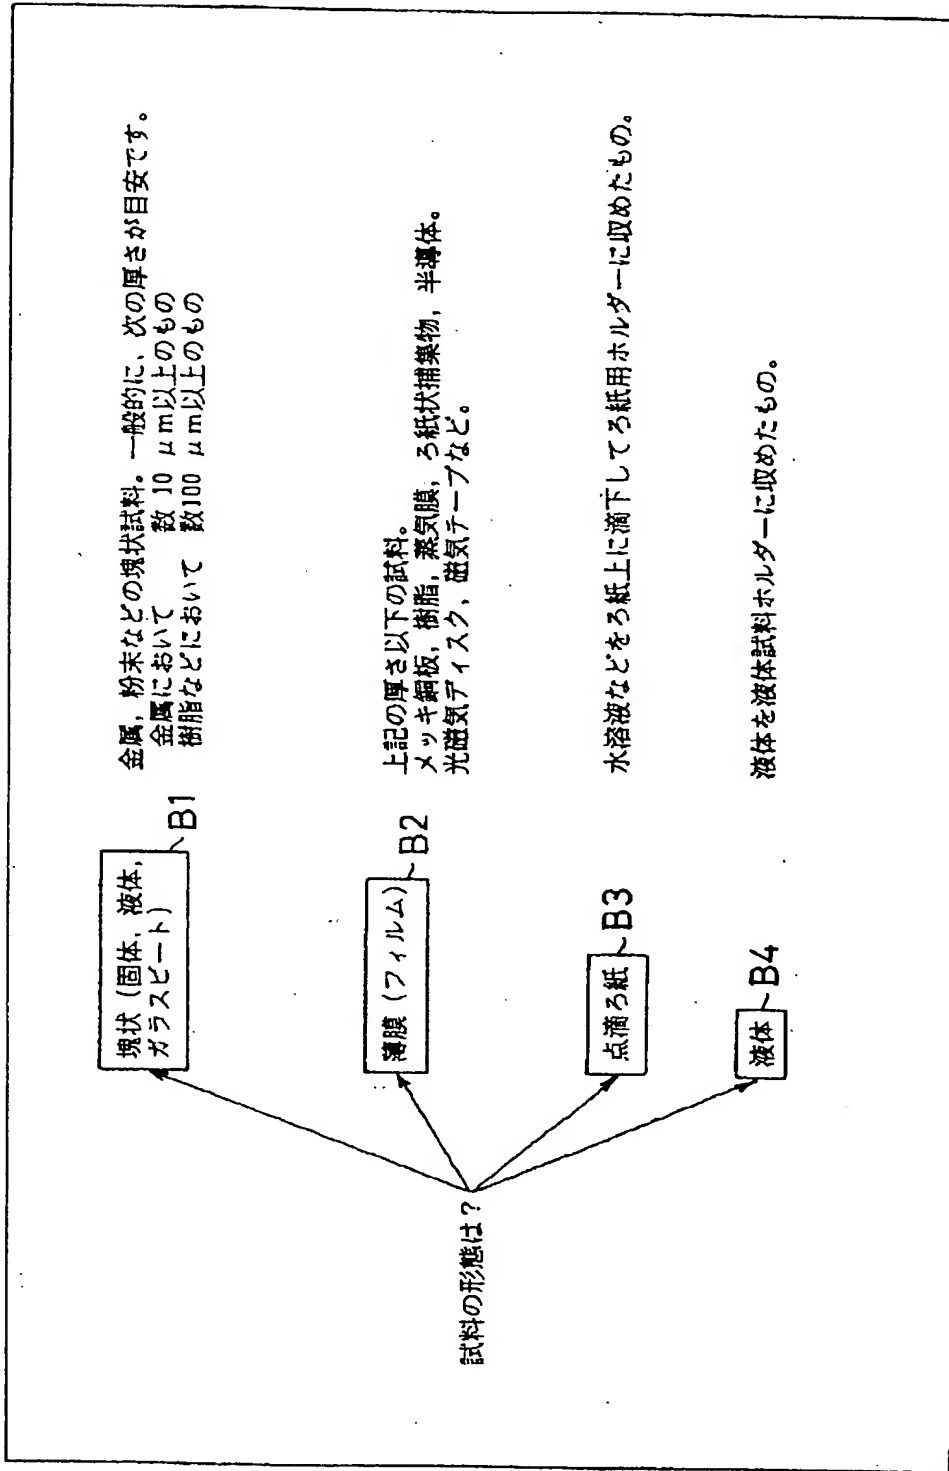 試料の形態は?
塊状(固体、液体,
ガラスビート)
B1
金属,粉末などの塊状試料。一般的に、次の厚さが目安です。
金属において 数 10 μm以上のもの
樹脂などにおいて 数100 μm以上のもの
薄膜(フィルム)
B2
上記の厚さ以下の試料。
メッキ鋼板,樹脂,蒸気膜,ろ紙状捕集物,半導体。
光磁気ディスク,磁気テープなど。
点滴ろ紙
B3
水溶液などをろ紙上に滴下してろ紙用ホルダーに収めたもの。
液体
B4
液体を液体試料ホルダーに収めたもの。